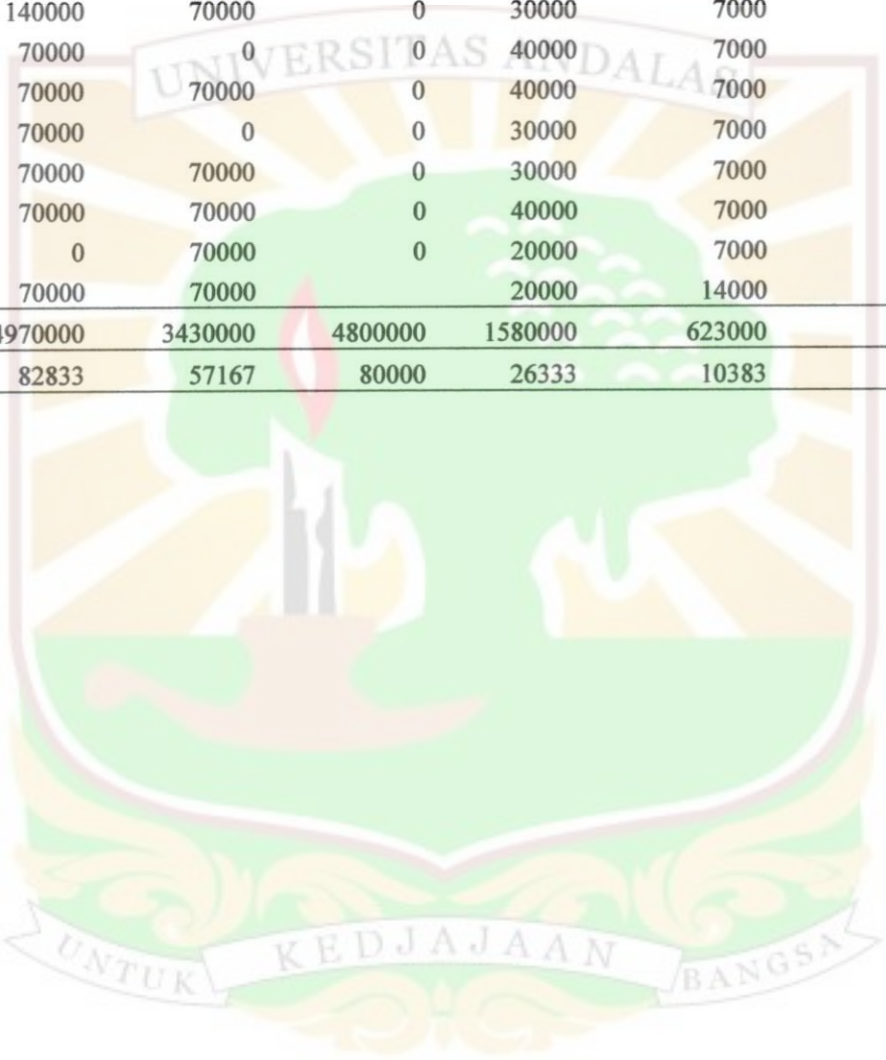 140000 70000 0 30000 7000
70000 0 0 40000 7000
70000 70000 0 40000 7000
70000 0 0 30000 7000
70000 70000 0 30000 7000
70000 70000 0 40000 7000
0 70000 0 20000 7000
70000 70000 20000 14000
4970000 3430000 4800000 1580000 623000
82833 57167 80000 26333 10383
UNIVERSITAS ANDALAS
UNTUK KEDJAJAAN BANGSA